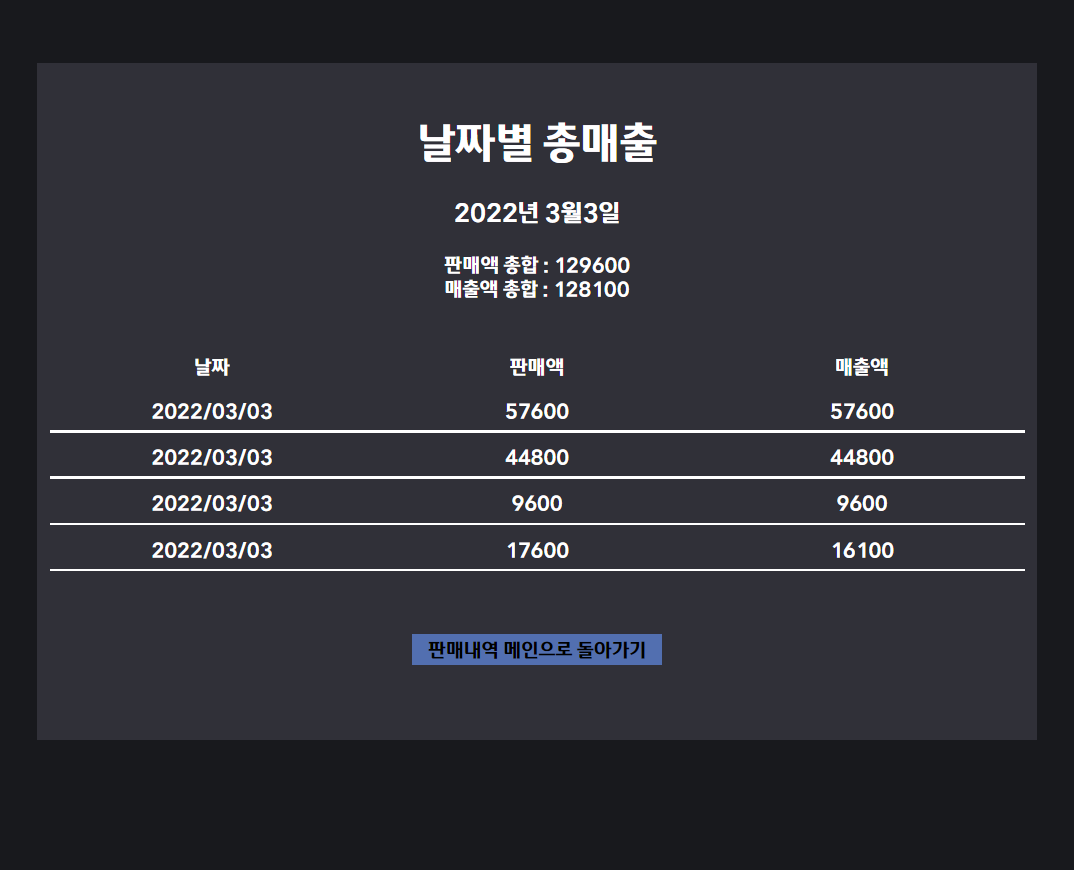 날짜별 총매출
2022년 3월3일
판매액 총합 : 129600
매출액 총합 : 128100
날짜 판매액 매출액
2022/03/03 57600 57600
2022/03/03 44800 44800
2022/03/03 9600 9600
2022/03/03 17600 16100
판매내역 메인으로 돌아가기